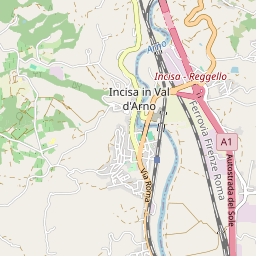 Arno
Incisa - Reggello
Incisa in Val
d'Arno
A1
Ferrovia Firenze Roma
Autostrada del Sole
Via Roma